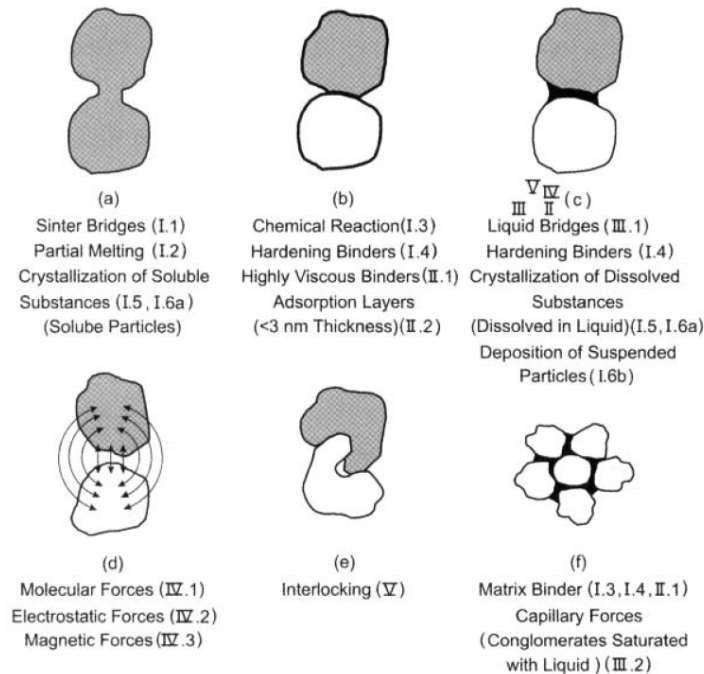 (a)
Sinter Bridges (I.1)
Partial Melting (I.2)
Crystallization of Soluble
Substances (I.5, I.6a)
(Solube Particles)
(b)
Chemical Reaction(I.3)
Hardening Binders (I.4)
Highly Viscous Binders(II.1)
Adsorption Layers
(<3 nm Thickness)(II.2)
V IV
III II (c)
Liquid Bridges (III.1)
Hardening Binders (I.4)
Crystallization of Dissolved
Substances
(Dissolved in Liquid)(I.5, I.6a)
Deposition of Suspended
Particles(I.6b)
(d)
Molecular Forces (IV.1)
Electrostatic Forces (IV.2)
Magnetic Forces(IV.3)
(e)
Interlocking (V)
(f)
Matrix Binder (I.3, I.4, II.1)
Capillary Forces
(Conglomerates Saturated
with Liquid ) (III.2)